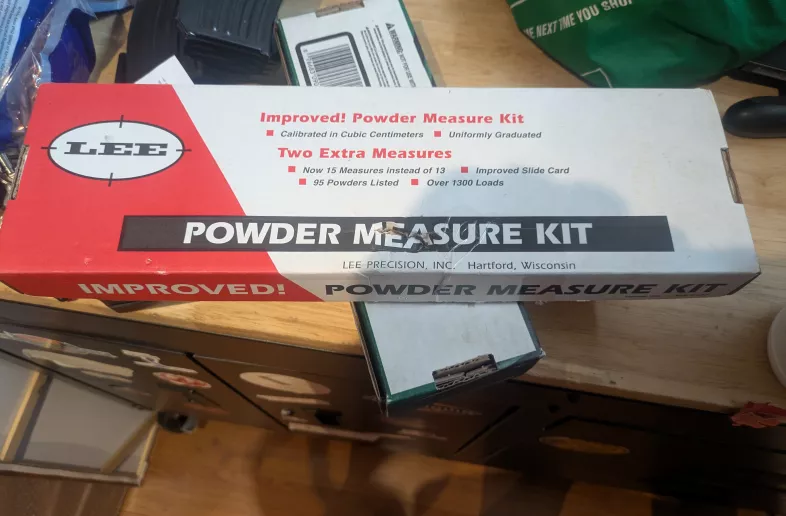 THE NEXT TIME YOU SHOP
WARNING:
LEE
Improved! Powder Measure Kit
Calibrated in Cubic Centimeters Uniformly Graduated
Two Extra Measures
Now 15 Measures instead of 13 Improved Slide Card
95 Powders Listed Over 1300 Loads
POWDER MEASURE KIT
LEE PRECISION, INC. Hartford, Wisconsin
IMPROVED! POWDER MEASURE KIT